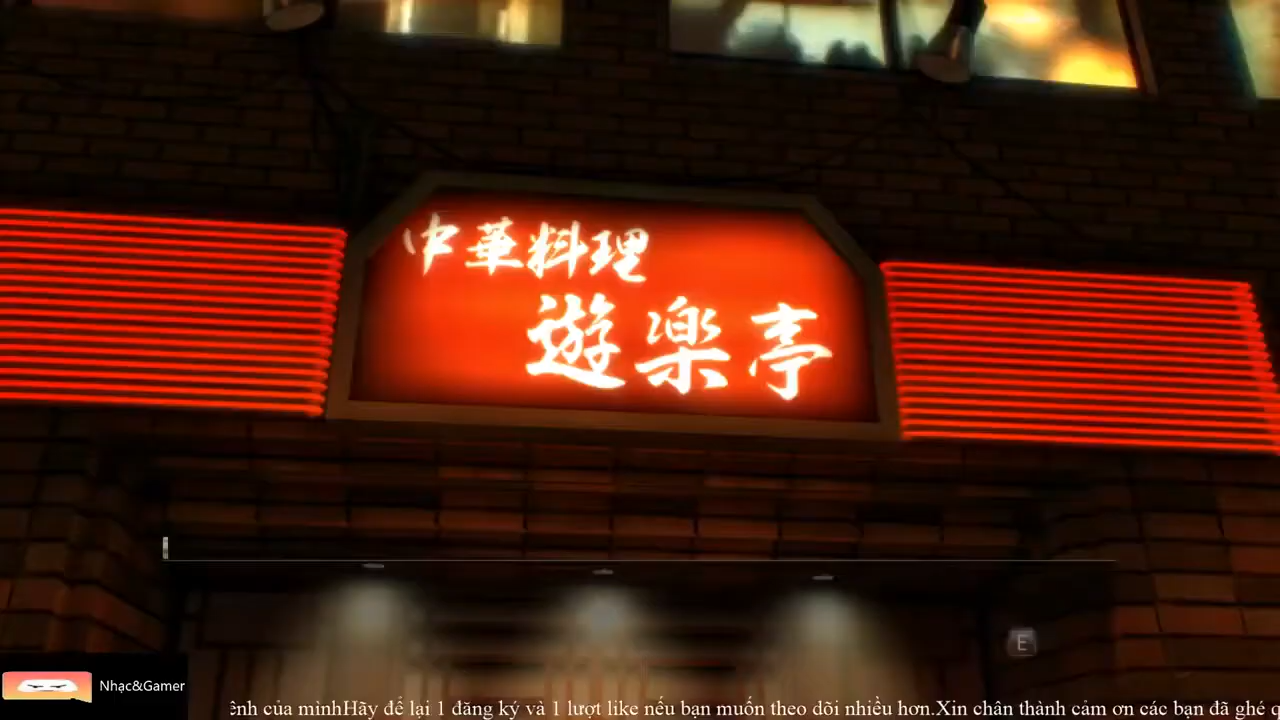 中華料理
遊楽亭
E
Nhạc&Gamer
ênh của mìnhHãy để lại 1 đăng ký và 1 lượt like nếu bạn muốn theo dõi nhiều hơn.Xin chân thành cảm ơn các bạn đã ghé